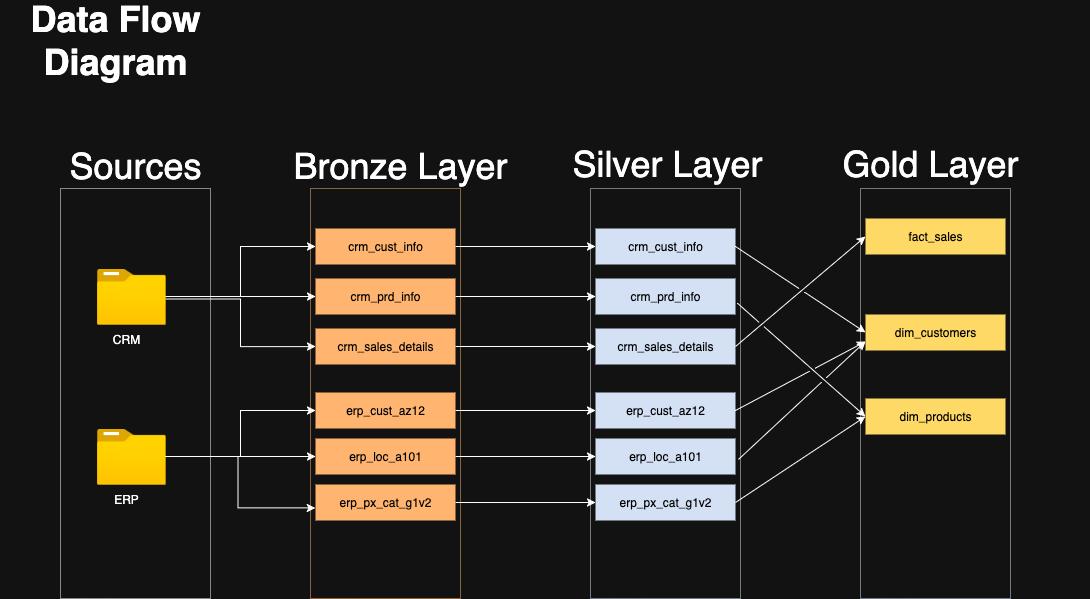 Data Flow
Diagram
Sources
Bronze Layer
Silver Layer
Gold Layer
CRM
ERP
crm_cust_info
crm_prd_info
crm_sales_details
erp_cust_az12
erp_loc_a101
erp_px_cat_g1v2
crm_cust_info
crm_prd_info
crm_sales_details
erp_cust_az12
erp_loc_a101
erp_px_cat_g1v2
fact_sales
dim_customers
dim_products